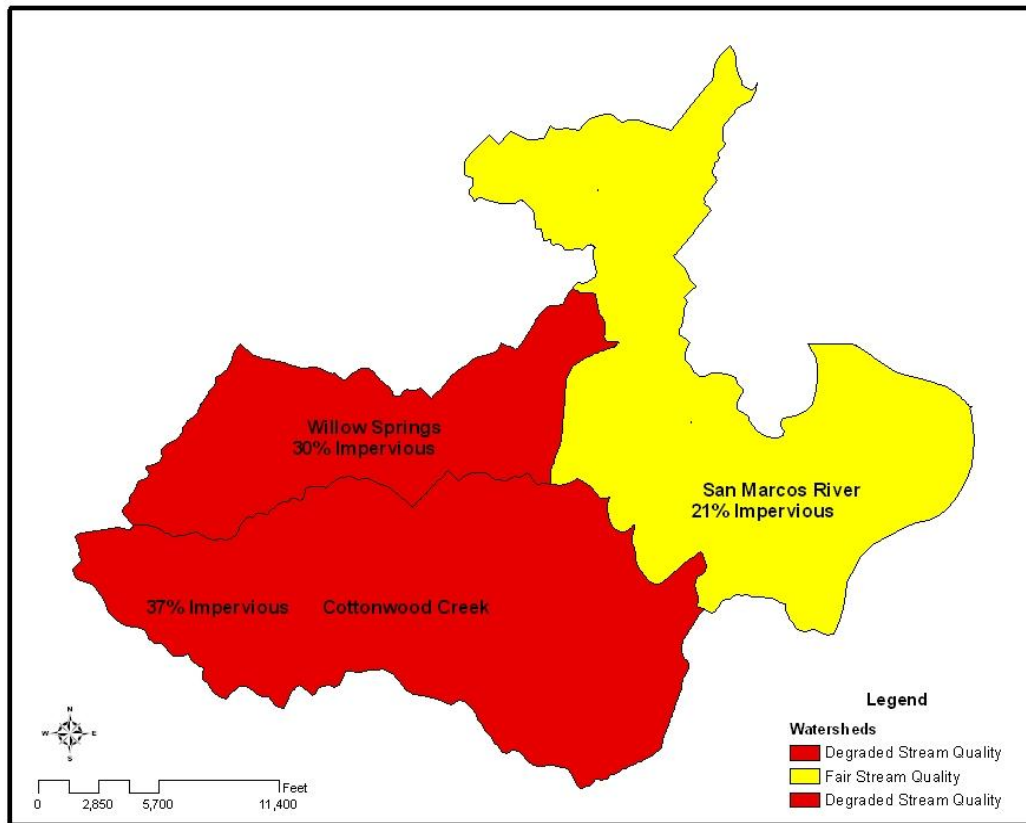 Willow Springs
30% Impervious
San Marcos River
21% Impervious
37% Impervious Cottonwood Creek
Legend
Watersheds
Degraded Stream Quality
Fair Stream Quality
Degraded Stream Quality
N
W E
S
Feet
0 2,850 5,700 11,400